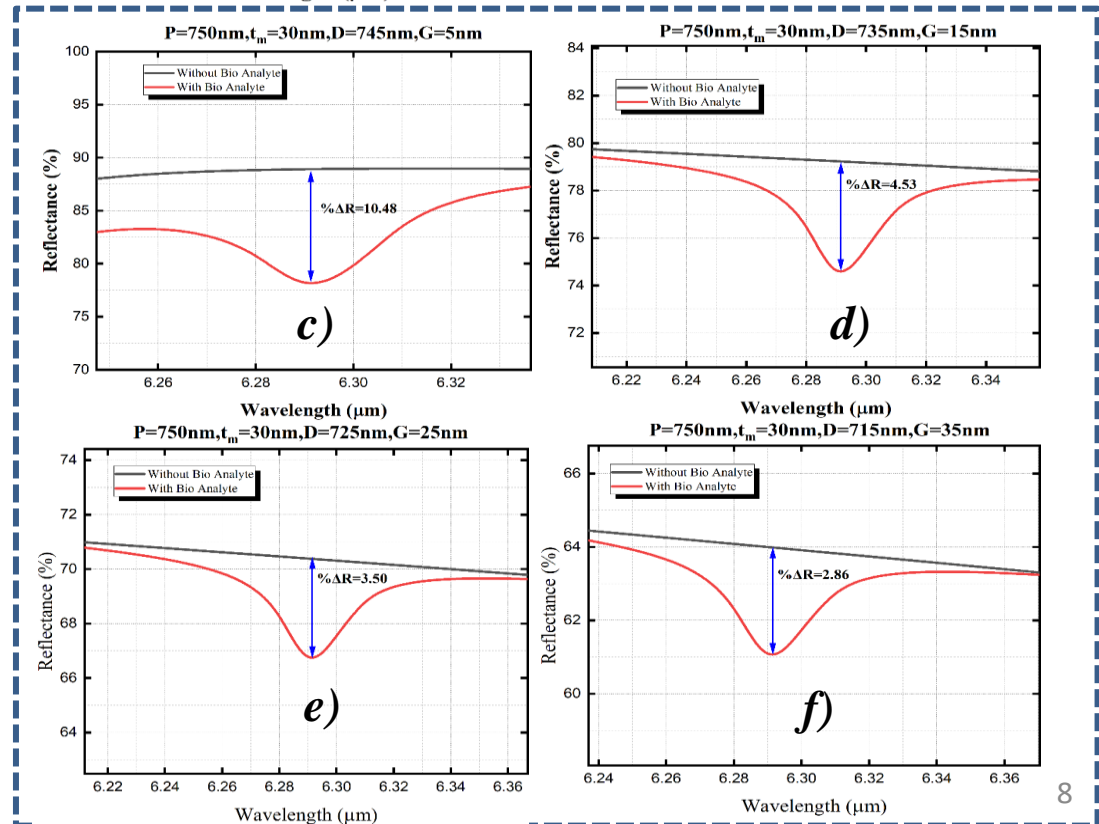 P=750nm,tm=30nm,D=745nm,G=5nm
Reflectance (%)
100
95
90
85
80
75
70
Without Bio Analyte
With Bio Analyte
%ΔR=10.48
c)
6.26 6.28 6.30 6.32
Wavelength (μm)
P=750nm,tm=30nm,D=735nm,G=15nm
Reflectance (%)
84
82
80
78
76
74
72
Without Bio Analyte
With Bio Analyte
%ΔR=4.53
d)
6.22 6.24 6.26 6.28 6.30 6.32 6.34
Wavelength (μm)
P=750nm,tm=30nm,D=725nm,G=25nm
Reflectance (%)
74
72
70
68
66
64
Without Bio Analyte
With Bio Analyte
%ΔR=3.50
e)
6.22 6.24 6.26 6.28 6.30 6.32 6.34 6.36
Wavelength (μm)
P=750nm,tm=30nm,D=715nm,G=35nm
Reflectance (%)
66
64
62
60
Without Bio Analyte
With Bio Analyte
%ΔR=2.86
f)
6.24 6.26 6.28 6.30 6.32 6.34 6.36
Wavelength (μm)
8